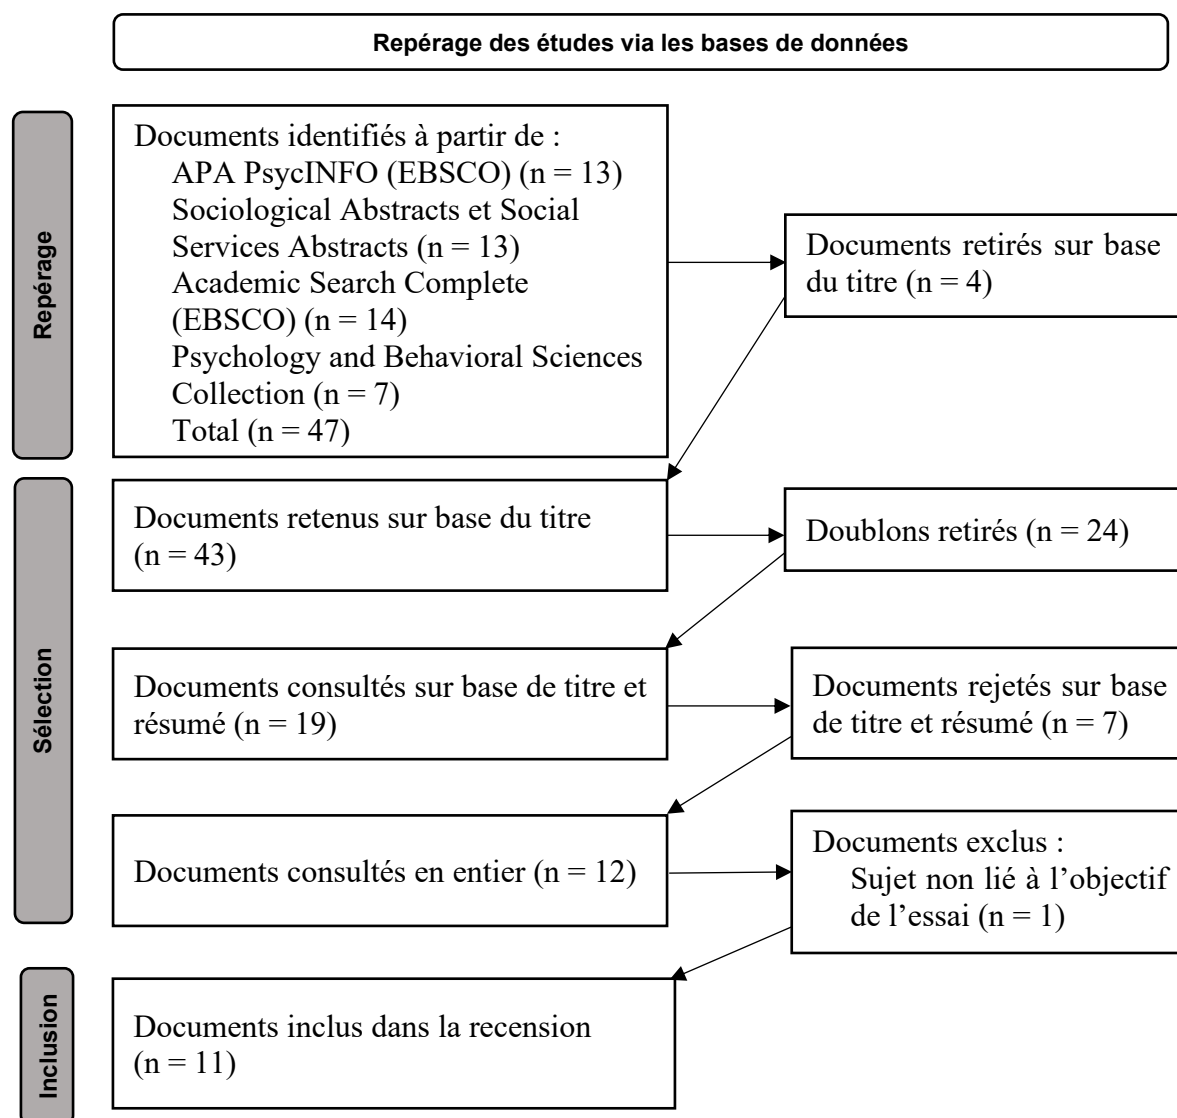 Repérage des études via les bases de données
Repérage
Documents identifiés à partir de :
APA PsycINFO (EBSCO) (n = 13)
Sociological Abstracts et Social
Services Abstracts (n = 13)
Academic Search Complete
(EBSCO) (n = 14)
Psychology and Behavioral Sciences
Collection (n = 7)
Total (n = 47)
Documents retirés sur base
du titre (n = 4)
Sélection
Documents retenus sur base du titre
(n = 43)
Doublons retirés (n = 24)
Documents consultés sur base de titre et
résumé (n = 19)
Documents rejetés sur base
de titre et résumé (n = 7)
Documents consultés en entier (n = 12)
Documents exclus :
Sujet non lié à l’objectif
de l’essai (n = 1)
Inclusion
Documents inclus dans la recension
(n = 11)